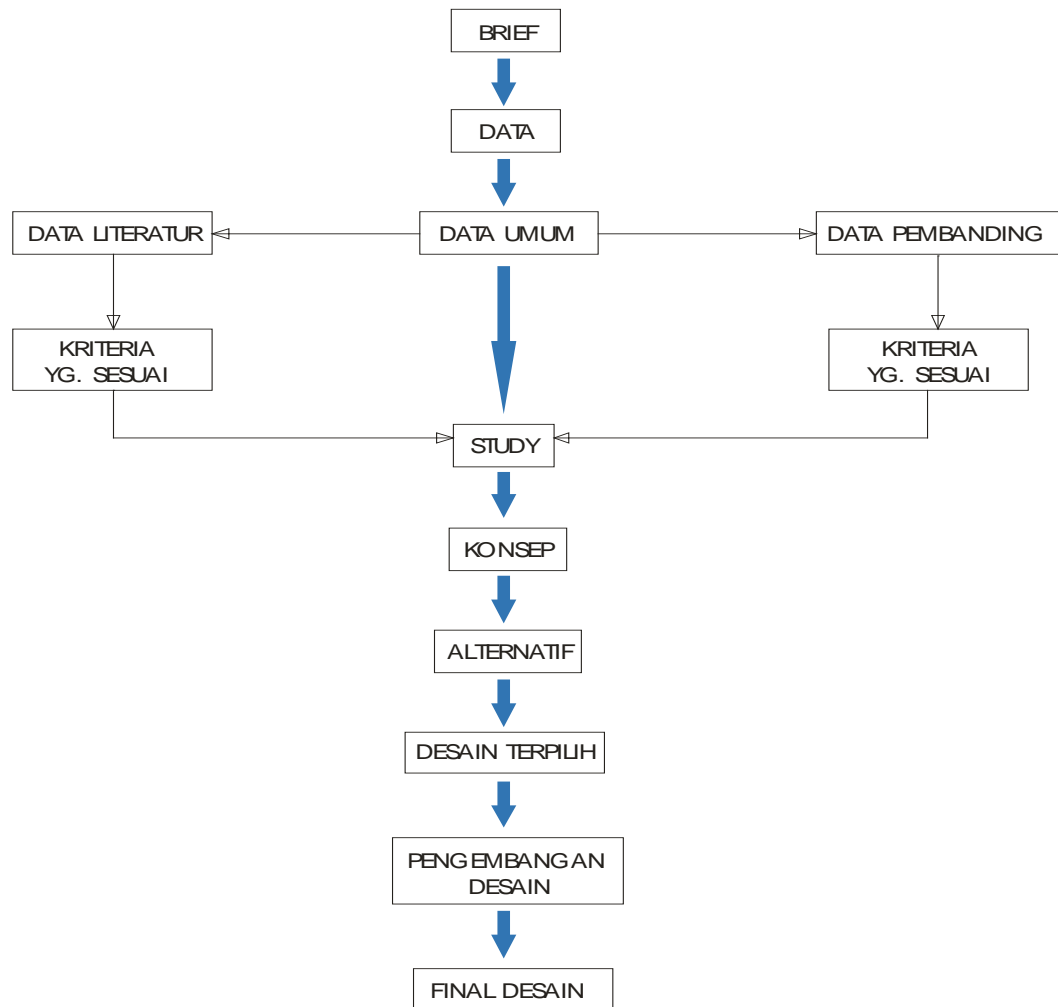 BRIEF
DATA
DATA LITERATUR
DATA UMUM
DATA PEMBANDING
KRITERIA
YG. SESUAI
KRITERIA
YG. SESUAI
STUDY
KONSEP
ALTERNATIF
DESAIN TERPILIH
PENGEMBANGAN
DESAIN
FINAL DESAIN